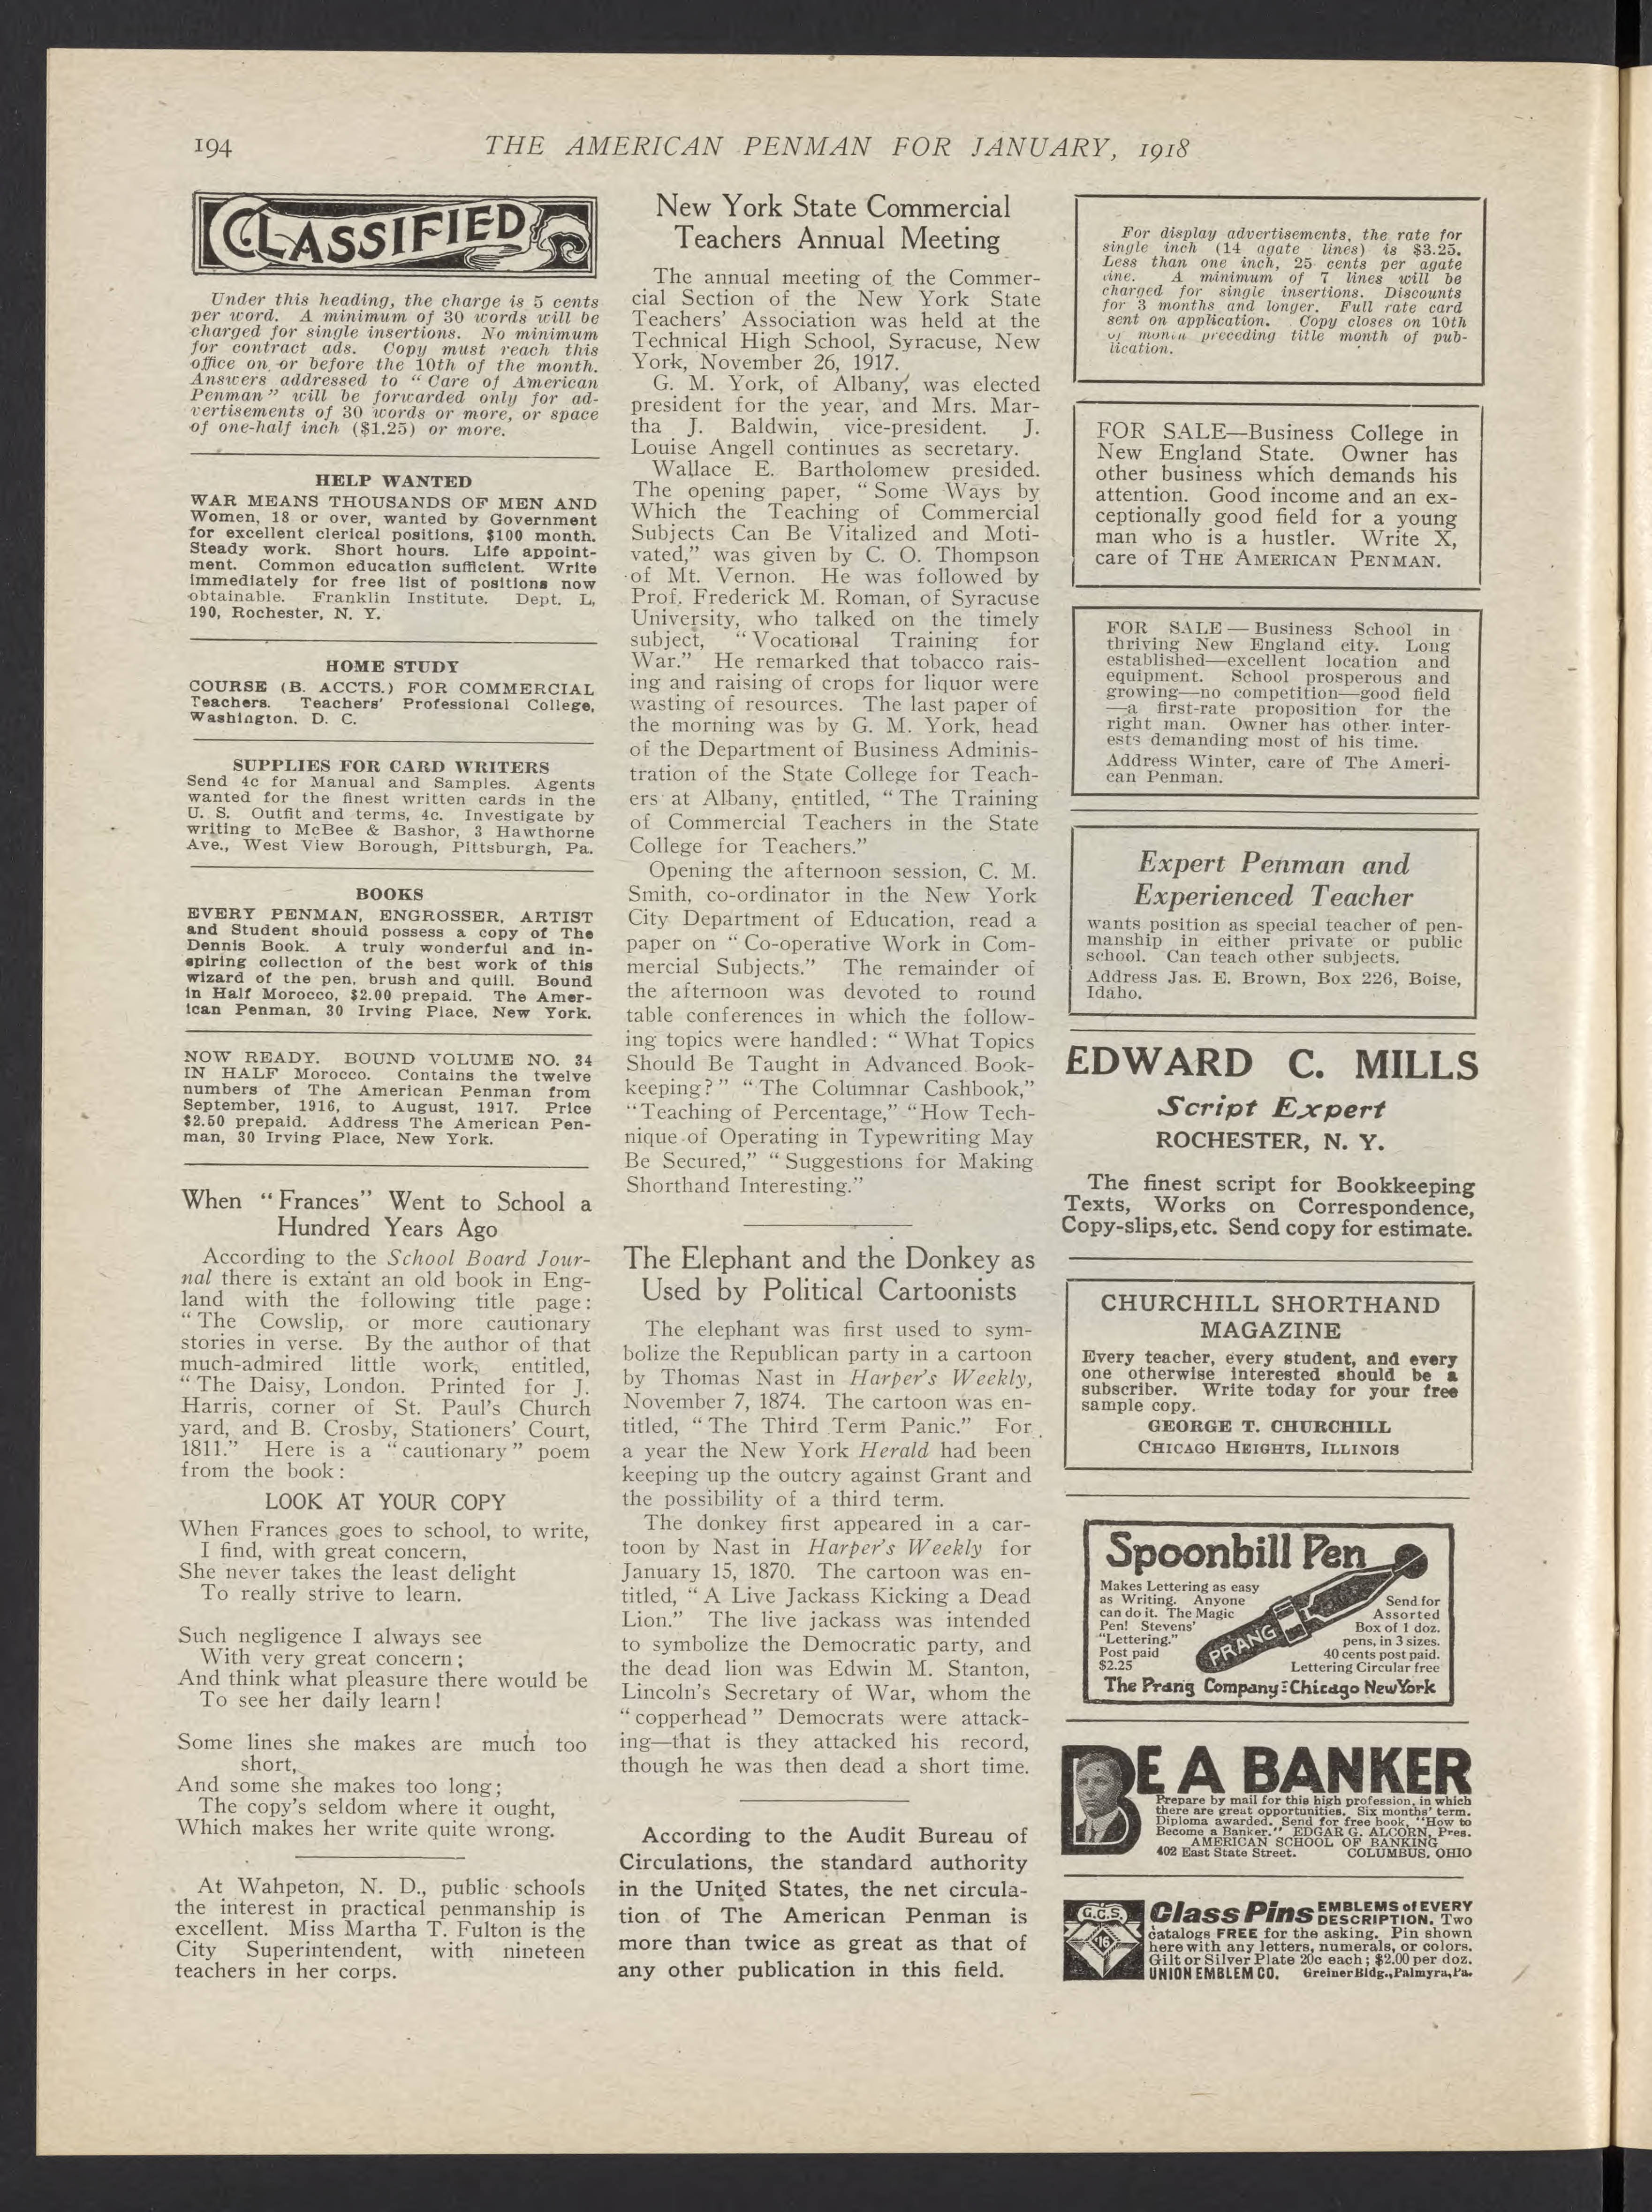 194
THE AMERICAN PENMAN FOR JANUARY, 1918
CLASSIFIED
Under this heading, the charge is 5 cents
per word. A minimum of 30 words will be
charged for single insertions. No minimum
for contract ads. Copy must reach this
office on or before the 10th of the month.
Answers addressed to "Care of American
Penman" will be forwarded only for ad-
vertisements of 30 words or more, or space
of one-half inch ($1.25) or more.
HELP WANTED
WAR MEANS THOUSANDS OF MEN AND
Women, 18 or over, wanted by Government
for excellent clerical positions, $100 month.
Steady work. Short hours. Life appoint-
ment. Common education sufficient. Write
immediately for free list of positions now
obtainable. Franklin Institute. Dept. L,
190, Rochester, N. Y.
HOME STUDY
COURSE (B. ACCTS.) FOR COMMERCIAL
Teachers. Teachers' Professional College,
Washington, D. C.
SUPPLIES FOR CARD WRITERS
Send 4c for Manual and Samples. Agents
wanted for the finest written cards in the
U. S. Outfit and terms, 4c. Investigate by
writing to McBee & Bashor, 3 Hawthorne
Ave., West View Borough, Pittsburgh, Pa.
BOOKS
EVERY PENMAN, ENGROSSER, ARTIST
and Student should possess a copy of The
Dennis Book. A truly wonderful and in-
spiring collection of the best work of this
wizard of the pen, brush and quill. Bound
in Half Morocco, $2.00 prepaid. The Amer-
ican Penman, 30 Irving Place, New York.
NOW READY. BOUND VOLUME NO. 34
IN HALF Morocco. Contains the twelve
numbers of The American Penman from
September, 1916, to August, 1917. Price
$2.50 prepaid. Address The American Pen-
man, 30 Irving Place, New York.
When "Frances" Went to School a
Hundred Years Ago
According to the School Board Jour-
nal there is extant an old book in Eng-
land with the following title page:
"The Cowslip, or more cautionary
stories in verse. By the author of that
much-admired little work, entitled,
"The Daisy, London. Printed for J.
Harris, corner of St. Paul's Church
yard, and B. Crosby, Stationers' Court,
1811." Here is a "cautionary" poem
from the book:
LOOK AT YOUR COPY
When Frances goes to school, to write,
I find, with great concern,
She never takes the least delight
To really strive to learn.
Such negligence I always see
With very great concern;
And think what pleasure there would be
To see her daily learn!
Some lines she makes are much too
short,
And some she makes too long;
The copy's seldom where it ought,
Which makes her write quite wrong.
At Wahpeton, N. D., public schools
the interest in practical penmanship is
excellent. Miss Martha T. Fulton is the
City Superintendent, with nineteen
teachers in her corps.
New York State Commercial
Teachers Annual Meeting
The annual meeting of the Commer-
cial Section of the New York State
Teachers' Association was held at the
Technical High School, Syracuse, New
York, November 26, 1917.
G. M. York, of Albany, was elected
president for the year, and Mrs. Mar-
tha J. Baldwin, vice-president. J.
Louise Angell continues as secretary.
Wallace E. Bartholomew presided.
The opening paper, "Some Ways by
Which the Teaching of Commercial
Subjects Can Be Vitalized and Moti-
vated," was given by C. O. Thompson
of Mt. Vernon. He was followed by
Prof. Frederick M. Roman, of Syracuse
University, who talked on the timely
subject, "Vocational Training for
War." He remarked that tobacco rais-
ing and raising of crops for liquor were
wasting of resources. The last paper of
the morning was by G. M. York, head
of the Department of Business Adminis-
tration of the State College for Teach-
ers at Albany, entitled, "The Training
of Commercial Teachers in the State
College for Teachers."
Opening the afternoon session, C. M.
Smith, co-ordinator in the New York
City Department of Education, read a
paper on "Co-operative Work in Com-
mercial Subjects." The remainder of
the afternoon was devoted to round
table conferences in which the follow-
ing topics were handled: "What Topics
Should Be Taught in Advanced Book-
keeping?" "The Columnar Cashbook,"
"Teaching of Percentage," "How Tech-
nique of Operating in Typewriting May
Be Secured," "Suggestions for Making
Shorthand Interesting."
The Elephant and the Donkey as
Used by Political Cartoonists
The elephant was first used to sym-
bolize the Republican party in a cartoon
by Thomas Nast in Harper's Weekly,
November 7, 1874. The cartoon was en-
titled, "The Third Term Panic." For
a year the New York Herald had been
keeping up the outcry against Grant and
the possibility of a third term.
The donkey first appeared in a car-
toon by Nast in Harper's Weekly for
January 15, 1870. The cartoon was en-
titled, "A Live Jackass Kicking a Dead
Lion." The live jackass was intended
to symbolize the Democratic party, and
the dead lion was Edwin M. Stanton,
Lincoln's Secretary of War, whom the
"copperhead" Democrats were attack-
ing—that is they attacked his record,
though he was then dead a short time.
According to the Audit Bureau of
Circulations, the standard authority
in the United States, the net circula-
tion of The American Penman is
more than twice as great as that of
any other publication in this field.
For display advertisements, the rate for
single inch (14 agate lines) is $3.25.
Less than one inch, 25 cents per agate
line. A minimum of 7 lines will be
charged for single insertions. Discounts
for 3 months and longer. Full rate card
sent on application. Copy closes on 10th
of month preceding title month of pub-
lication.
FOR SALE—Business College in
New England State. Owner has
other business which demands his
attention. Good income and an ex-
ceptionally good field for a young
man who is a hustler. Write X,
care of THE AMERICAN PENMAN.
FOR SALE—Business School in
thriving New England city. Long
established—excellent location and
equipment. School prosperous and
growing—no competition—good field
—a first-rate proposition for the
right man. Owner has other inter-
ests demanding most of his time.
Address Winter, care of The Ameri-
can Penman.
Expert Penman and
Experienced Teacher
wants position as special teacher of pen-
manship in either private or public
school. Can teach other subjects.
Address Jas. E. Brown, Box 226, Boise,
Idaho.
EDWARD C. MILLS
Script Expert
ROCHESTER, N. Y.
The finest script for Bookkeeping
Texts, Works on Correspondence,
Copy-slips, etc. Send copy for estimate.
CHURCHILL SHORTHAND
MAGAZINE
Every teacher, every student, and every
one otherwise interested should be a
subscriber. Write today for your free
sample copy.
GEORGE T. CHURCHILL
CHICAGO HEIGHTS, ILLINOIS
Spoonbill Pen
Makes Lettering as easy
as Writing. Anyone
can do it. The Magic
Pen! Stevens'
"Lettering."
Post paid
$2.25
PRANG
Send for
Assorted
Box of 1 doz.
pens, in 3 sizes.
40 cents post paid.
Lettering Circular free
The Prang Company: Chicago New York
BE A BANKER
Prepare by mail for this high profession, in which
there are great opportunities. Six months' term.
Diploma awarded. Send for free book, "How to
Become a Banker." EDGAR G. ALCORN, Pres.
AMERICAN SCHOOL OF BANKING
402 East State Street. COLUMBUS, OHIO
G.C.S.
'16
Class Pins EMBLEMS of EVERY
DESCRIPTION. Two
catalogs FREE for the asking. Pin shown
here with any letters, numerals, or colors.
Gilt or Silver Plate 20c each; $2.00 per doz.
UNION EMBLEM CO. Greiner Bldg., Palmyra, Pa.